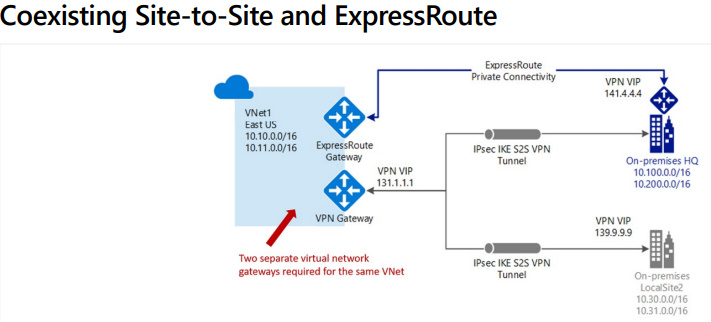 Coexisting Site-to-Site and ExpressRoute
ExpressRoute
Private Connectivity
VPN VIP
141.4.4.4
VNet1
East US
10.10.0.0/16
10.11.0.0/16
ExpressRoute
Gateway
IPsec IKE S2S VPN
Tunnel
On-premises HQ
10.100.0.0/16
10.200.0.0/16
VPN VIP
131.1.1.1
VPN Gateway
VPN VIP
139.9.9.9
Two separate virtual network
gateways required for the same VNet
IPsec IKE S2S VPN
Tunnel
On-premises
LocalSite2
10.30.0.0/16
10.31.0.0/16